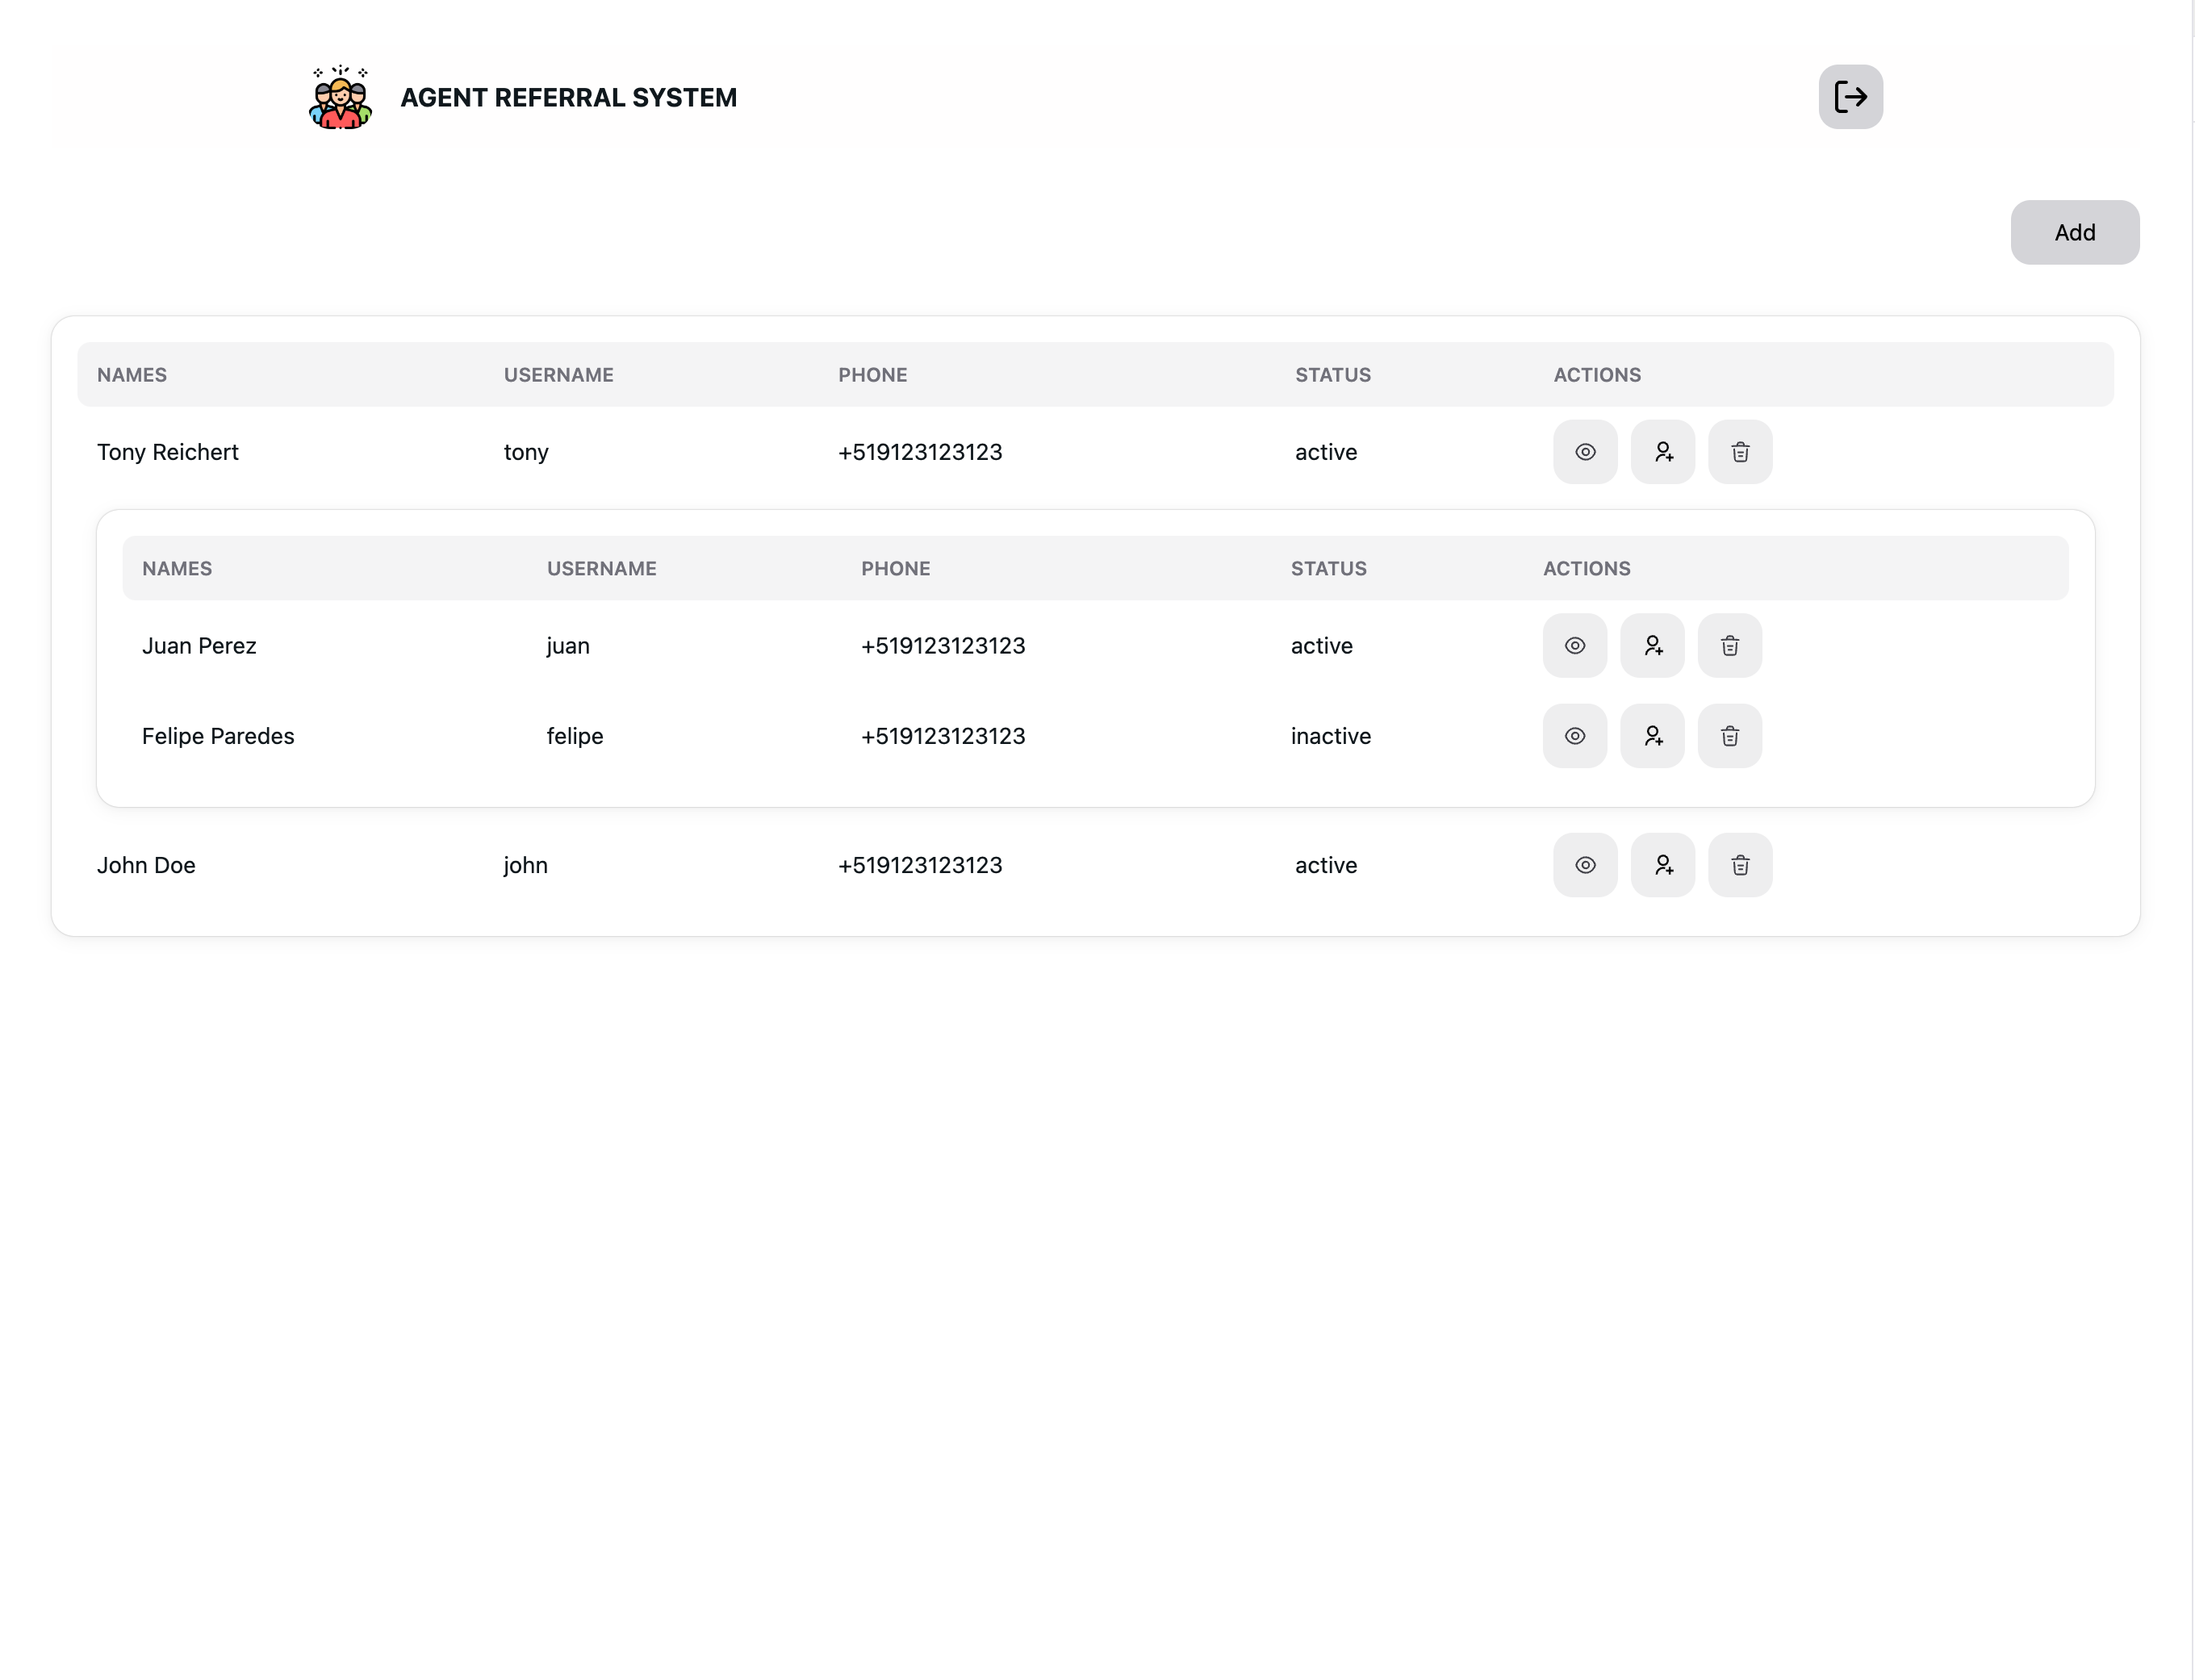 AGENT REFERRAL SYSTEM
Add
NAMES USERNAME PHONE STATUS ACTIONS
Tony Reichert tony +519123123123 active
NAMES USERNAME PHONE STATUS ACTIONS
Juan Perez juan +519123123123 active
Felipe Paredes felipe +519123123123 inactive
John Doe john +519123123123 active